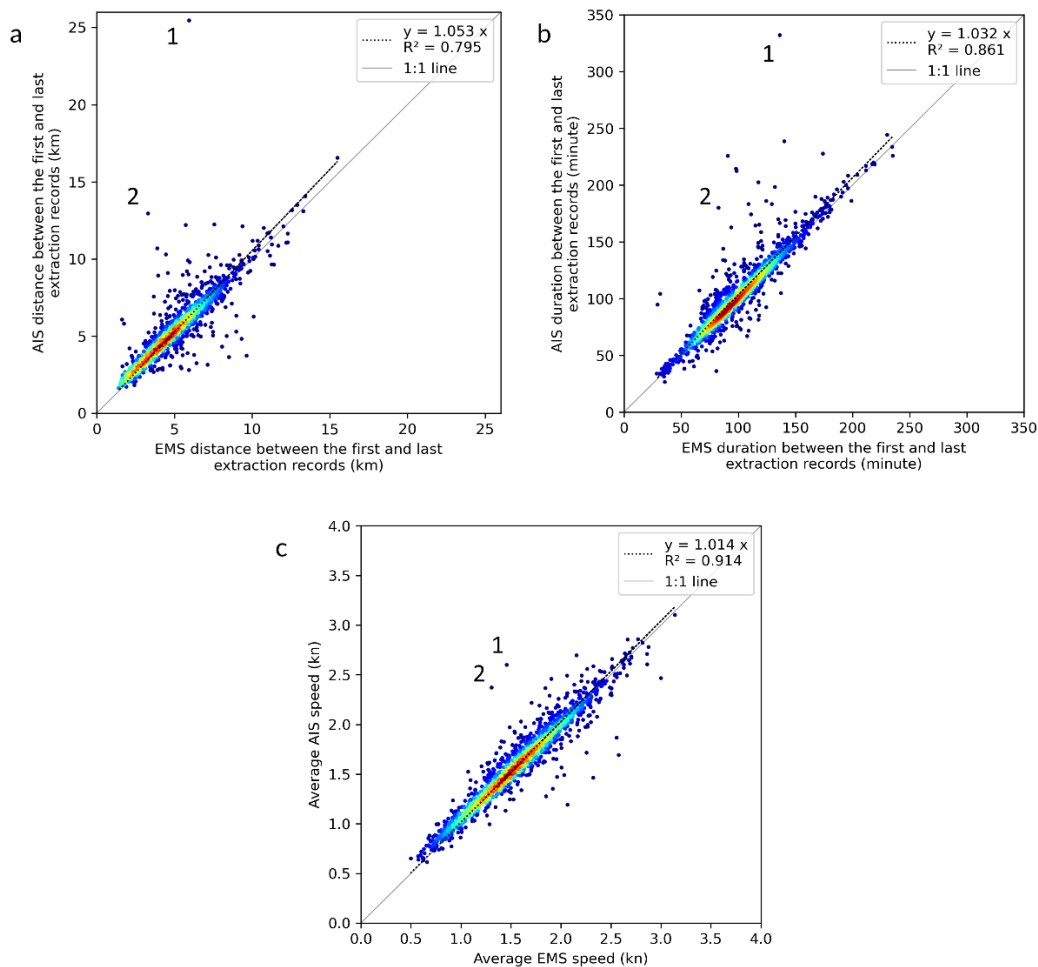 a
AIS distance between the first and last
extraction records (km)
25
20
15
10
5
0
0 5 10 15 20 25
EMS distance between the first and last
extraction records (km)
1
2
y = 1.053 x
R² = 0.795
1:1 line
b
AIS duration between the first and last
extraction records (minute)
350
300
250
200
150
100
50
0
0 50 100 150 200 250 300 350
EMS duration between the first and last
extraction records (minute)
1
2
y = 1.032 x
R² = 0.861
1:1 line
c
Average AIS speed (kn)
4.0
3.5
3.0
2.5
2.0
1.5
1.0
0.5
0.0
0.0 0.5 1.0 1.5 2.0 2.5 3.0 3.5 4.0
Average EMS speed (kn)
1
2
y = 1.014 x
R² = 0.914
1:1 line